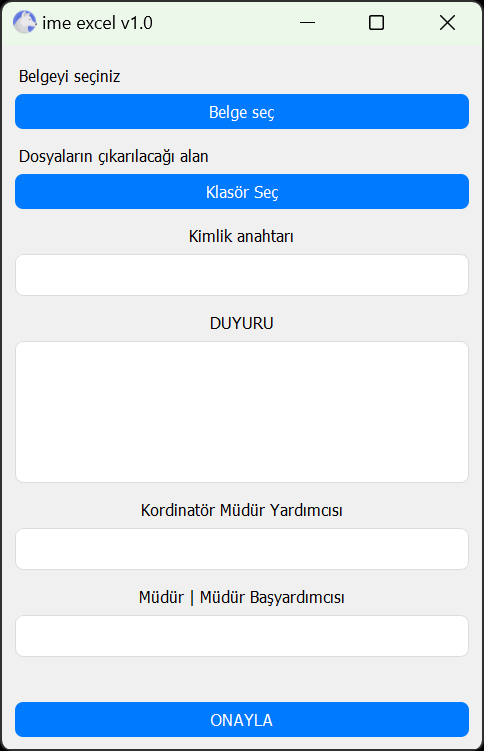 ime excel v1.0
Belgeyi seçiniz
Belge seç
Dosyaların çıkarılacağı alan
Klasör Seç
Kimlik anahtarı
DUYURU
Kordinatör Müdür Yardımcısı
Müdür | Müdür Başyardımcısı
ONAYLA